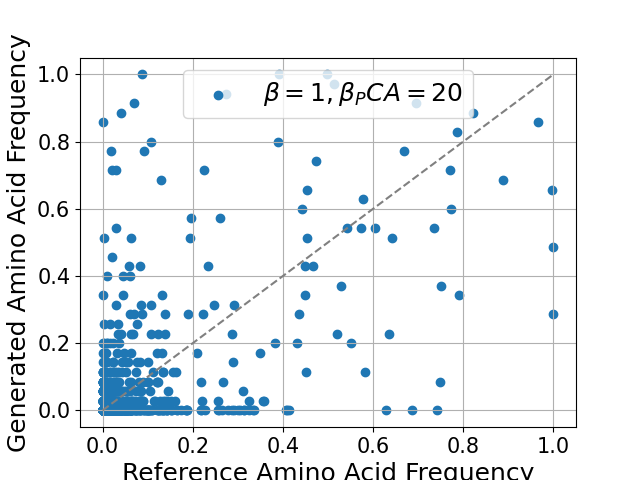 Generated Amino Acid Frequency
1.0
0.8
0.6
0.4
0.2
0.0
β = 1, β_PCA = 20
0.0 0.2 0.4 0.6 0.8 1.0
Reference Amino Acid Frequency